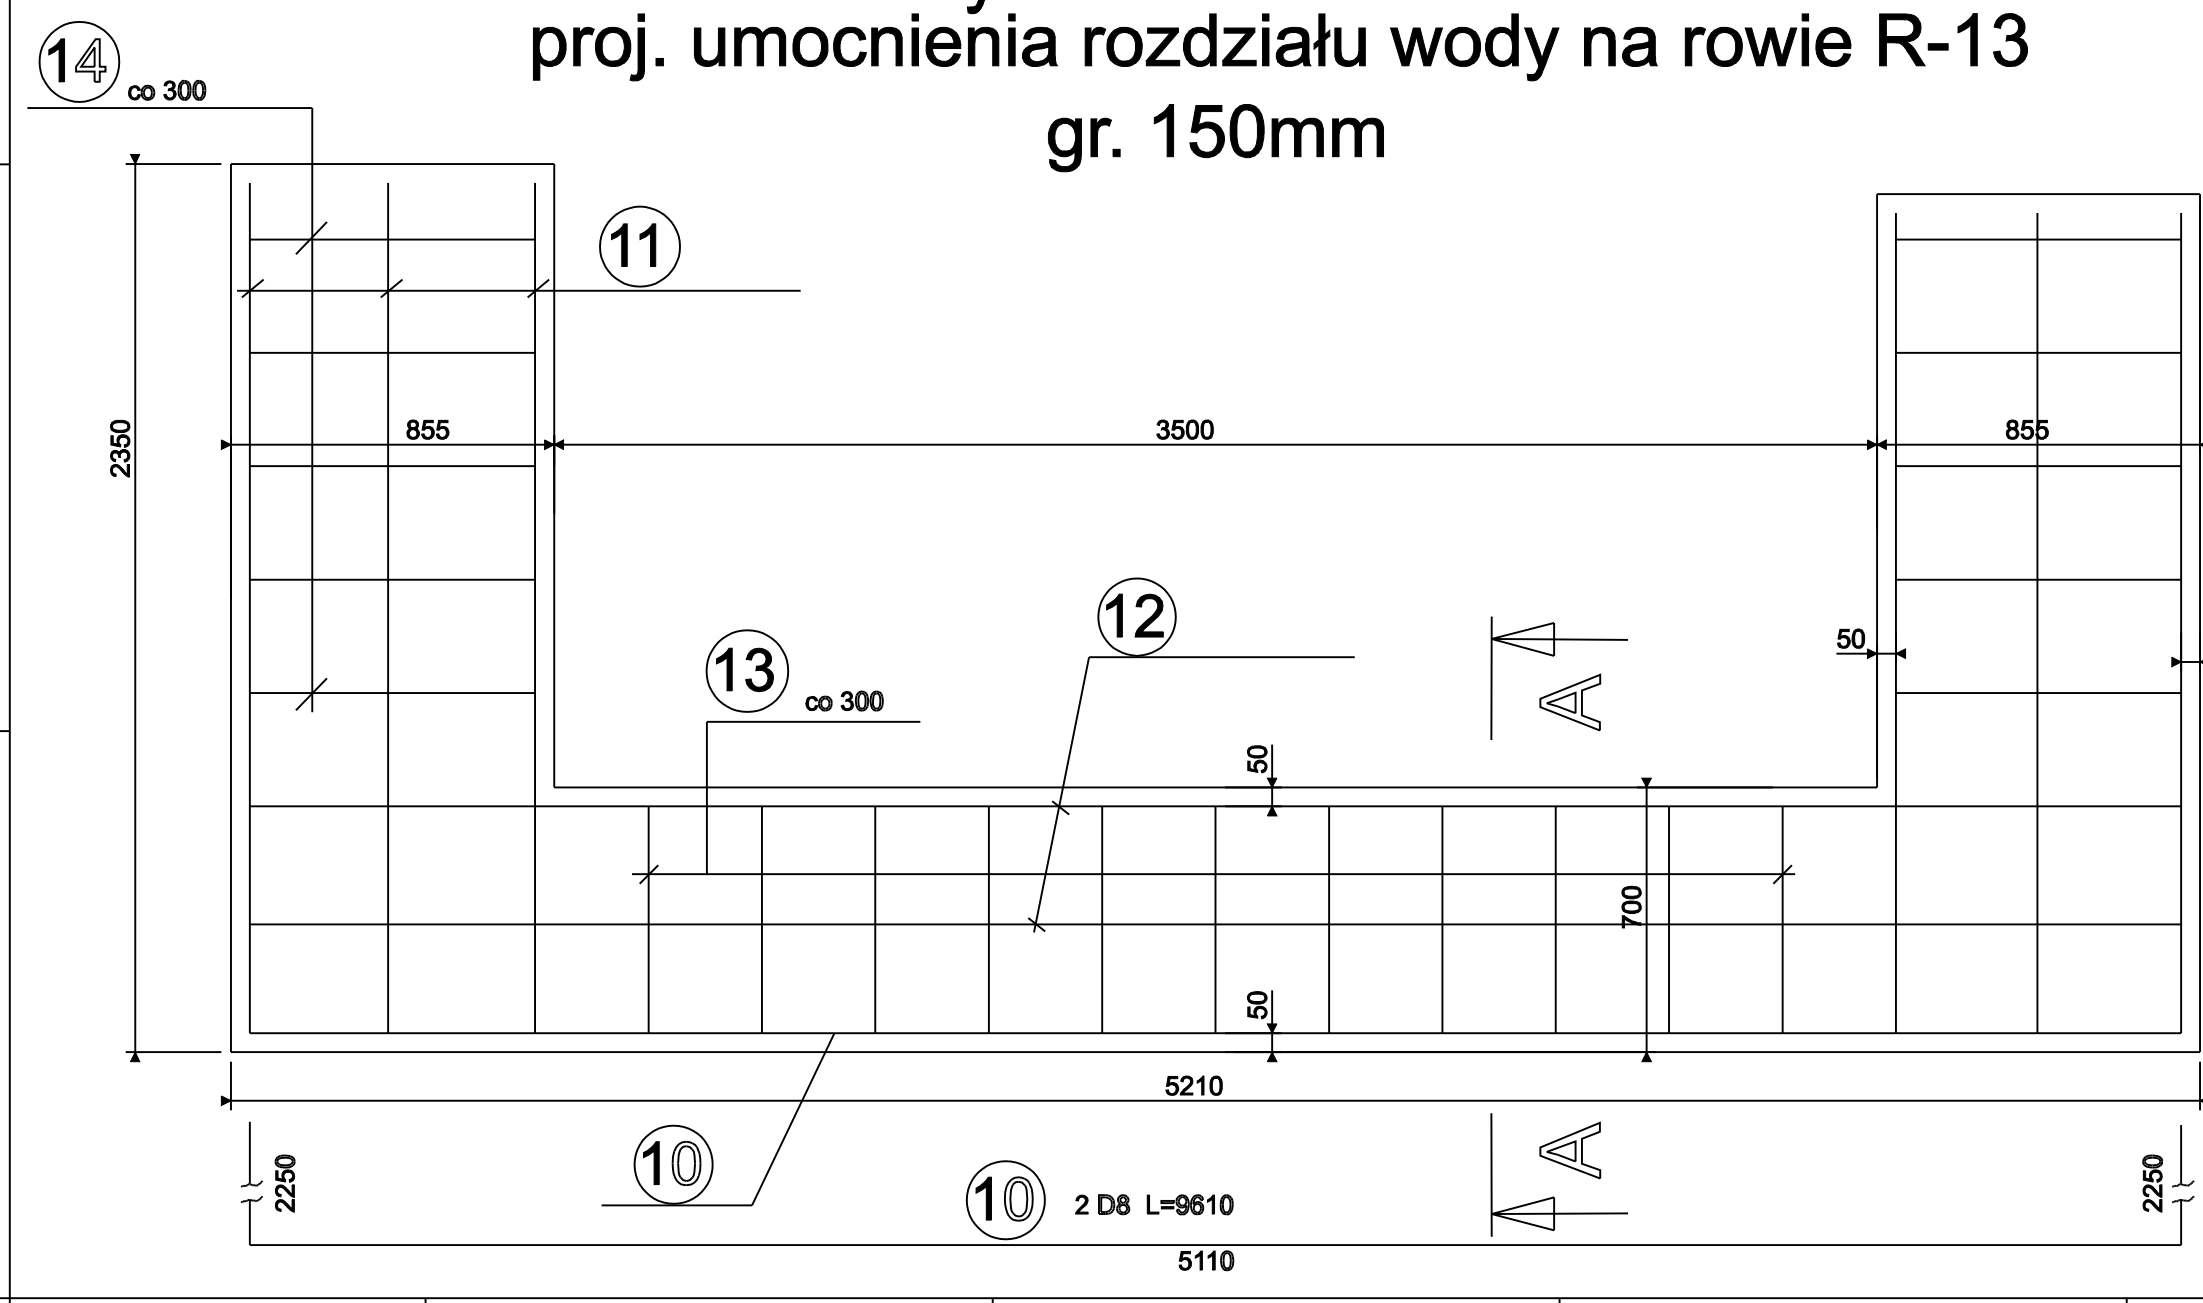 proj. umocnienia rozdziału wody na rowie R-13
gr. 150mm
14 co 300
11
2350
855
3500
855
12
13 co 300
50
A
50
700
50
5210
10
A
2250
10 2 D8 L=9610
2250
5110